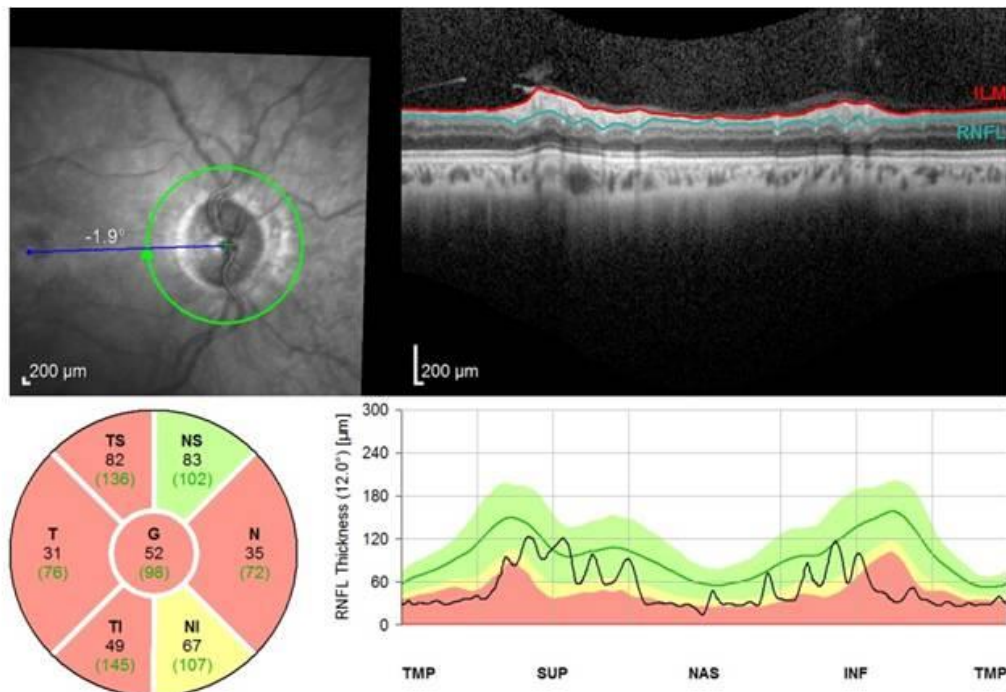 -1.9°
200 µm
ILM
RNFL
200 µm
TS
82
(136)
NS
83
(102)
T
31
(76)
G
52
(98)
N
35
(72)
TI
49
(145)
NI
67
(107)
RNFL Thickness (12.0°) [µm]
300
240
180
120
60
0
TMP SUP NAS INF TMP